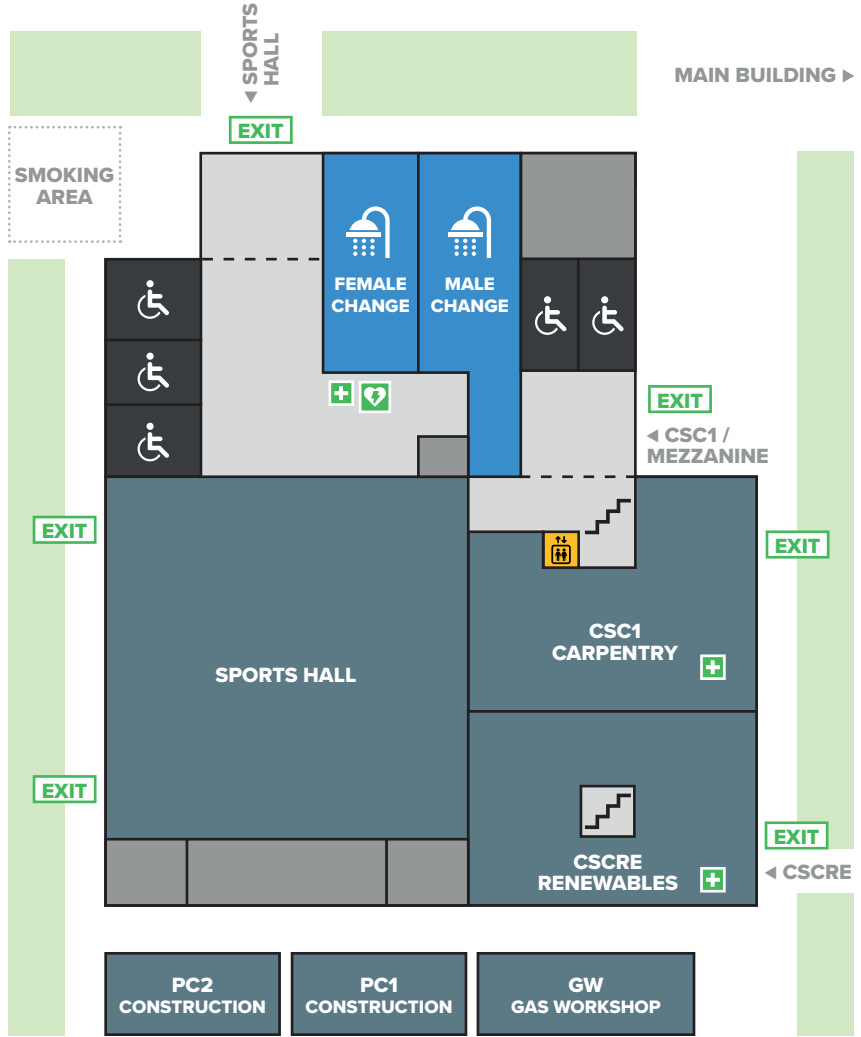 ◄ SPORTS
HALL
MAIN BUILDING ►
EXIT
SMOKING
AREA
FEMALE
CHANGE
MALE
CHANGE
EXIT
◄ CSC1 /
MEZZANINE
EXIT
EXIT
CSC1
CARPENTRY
SPORTS HALL
EXIT
EXIT
CSCRE
RENEWABLES
◄ CSCRE
PC2
CONSTRUCTION
PC1
CONSTRUCTION
GW
GAS WORKSHOP